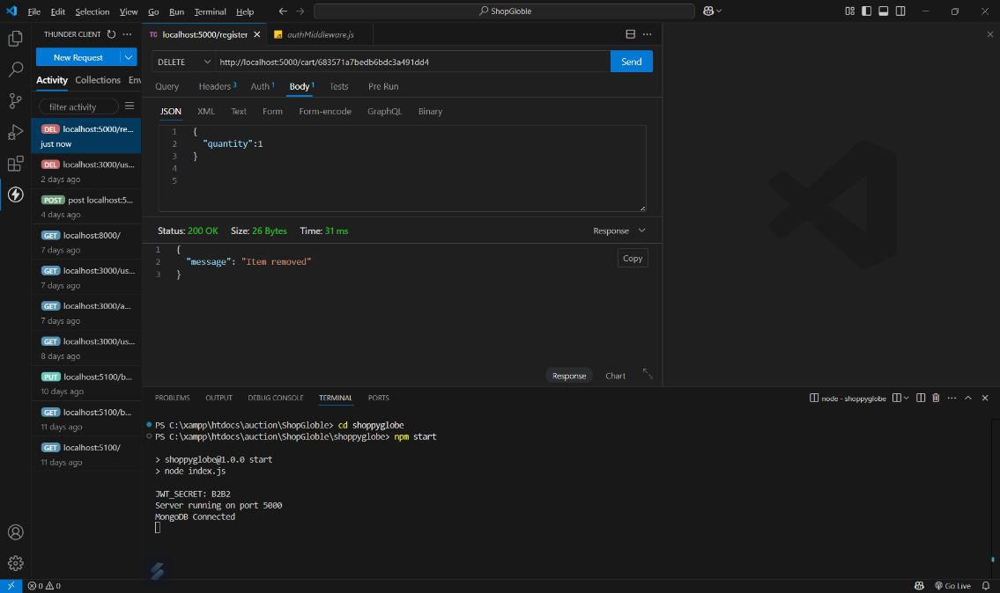 File Edit Selection View Go Run Terminal Help
ShopGloble
THUNDER CLIENT
New Request
Activity Collections Env
filter activity
DEL localhost:5000/re...
just now
DEL localhost:3000/us...
2 days ago
POST post localhost:5...
4 days ago
GET localhost:8000/
7 days ago
GET localhost:3000/us...
7 days ago
GET localhost:3000/a...
7 days ago
GET localhost:3000/us...
8 days ago
PUT localhost:5100/b...
10 days ago
GET localhost:5100/b...
11 days ago
GET localhost:5100/
11 days ago
TC localhost:5000/register
JS authMiddleware.js
DELETE http://localhost:5000/cart/683571a7bedb6bdc3a491dd4 Send
Query Headers 3 Auth 1 Body 1 Tests Pre Run
JSON XML Text Form Form-encode GraphQL Binary
1 {
2 "quantity":1
3 }
4
5
Status: 200 OK Size: 26 Bytes Time: 31 ms Response
1 {
2 "message": "Item removed"
3 }
Copy
Response Chart
PROBLEMS OUTPUT DEBUG CONSOLE TERMINAL PORTS
node - shoppyglobe
PS C:\xampp\htdocs\auction\ShopGloble> cd shoppyglobe
PS C:\xampp\htdocs\auction\ShopGloble\shoppyglobe> npm start
> shoppyglobe@1.0.0 start
> node index.js
JWT_SECRET: B2B2
Server running on port 5000
MongoDB Connected
0 0
Go Live